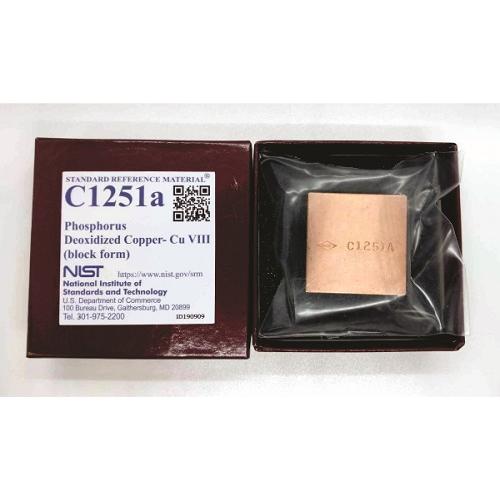 STANDARD REFERENCE MATERIAL®
C1251a
Phosphorus
Deoxidized Copper- Cu VIII
(block form)
NIST https://www.nist.gov/srm
National Institute of
Standards and Technology
U.S. Department of Commerce
100 Bureau Drive, Gaithersburg, MD 20899
Tel. 301-975-2200 ID190909
C1251A